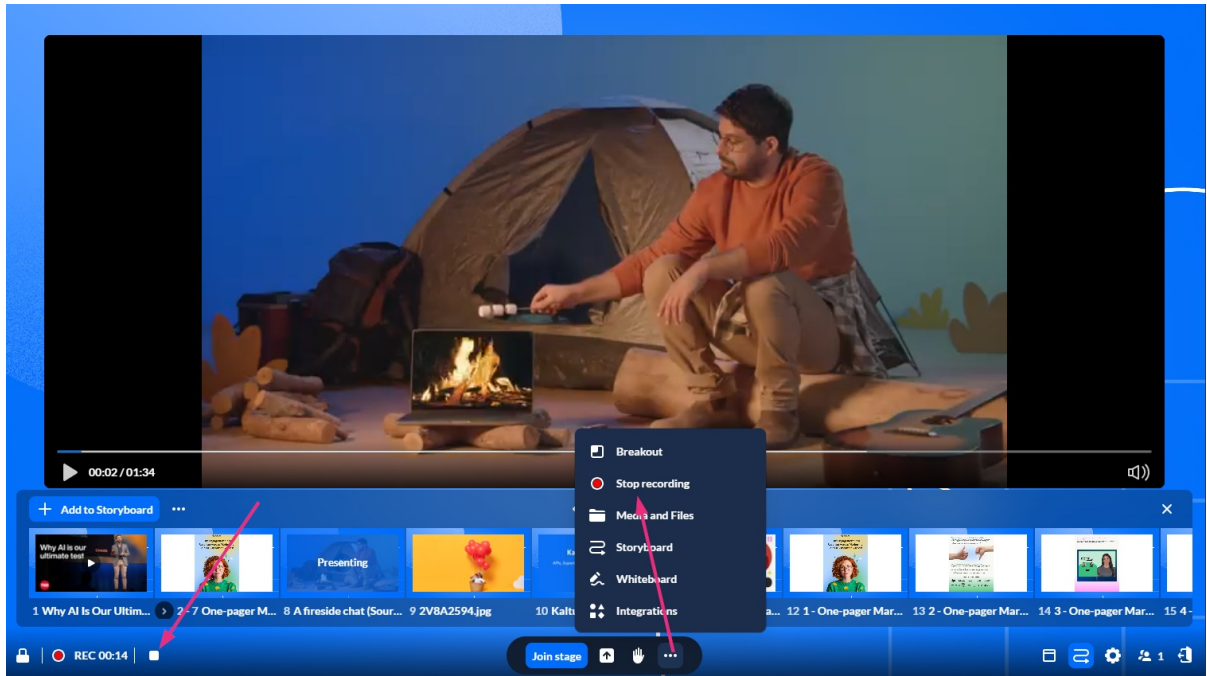 00:02 / 01:34
Breakout
Stop recording
Media and Files
Storyboard
Whiteboard
Integrations
Add to Storyboard
Why AI is our
ultimate test
Presenting
1 Why AI Is Our Ultim...
2 - 7 One-pager M...
8 A fireside chat (Sour...
9 2V8A2594.jpg
10 Kaltu
a...
12 1 - One-pager Mar...
13 2 - One-pager Mar...
14 3 - One-pager Mar...
15 4 -
REC 00:14
Join stage
1